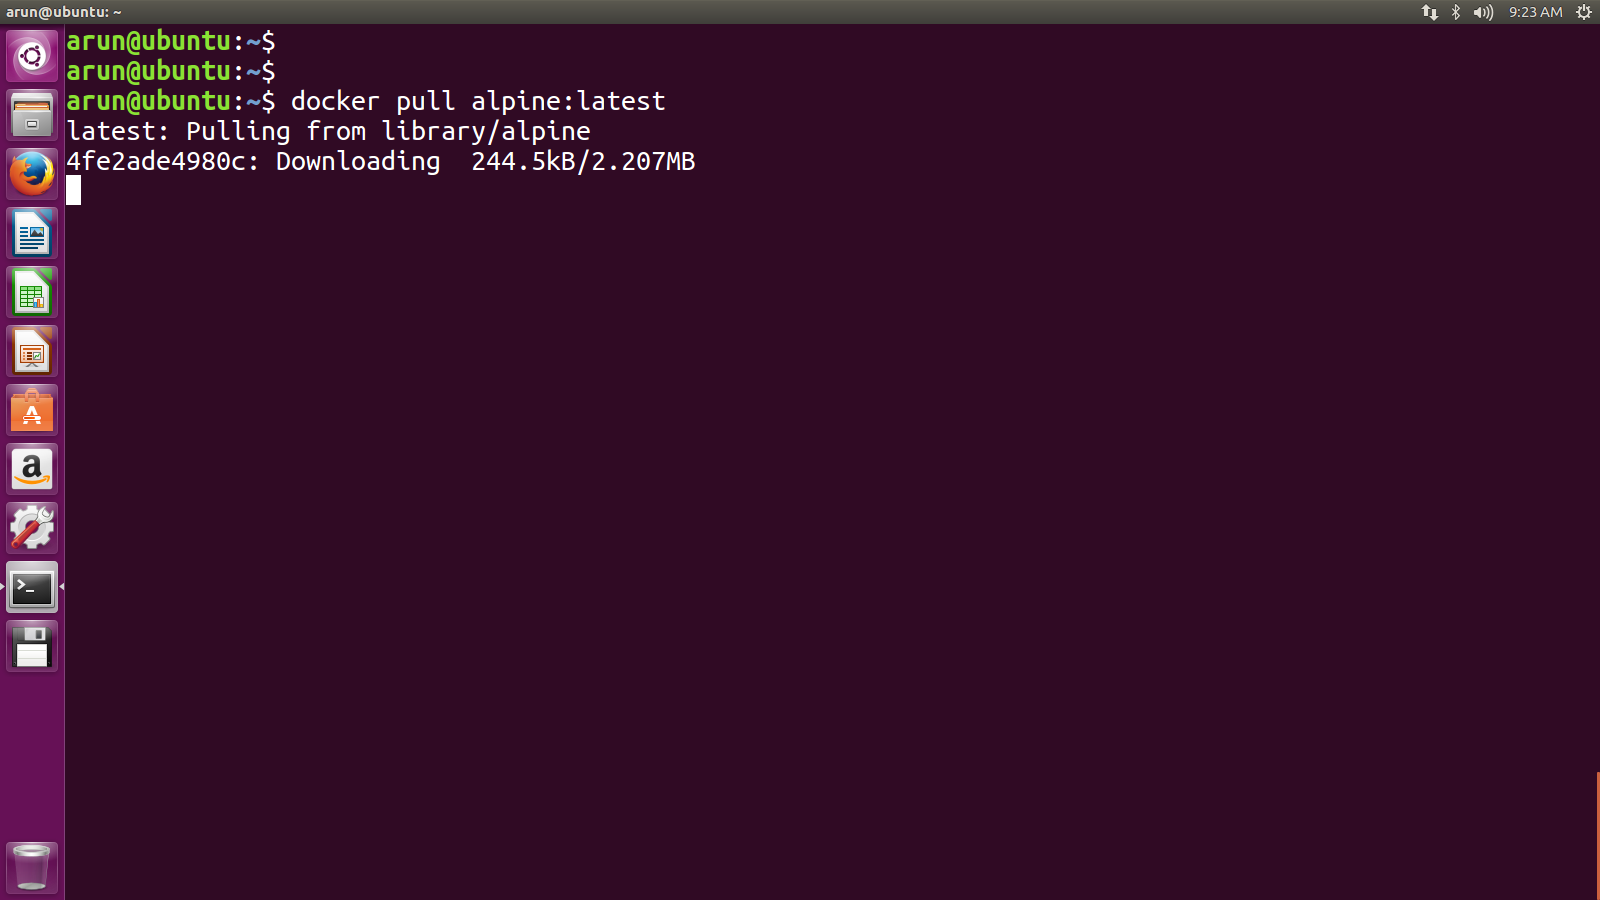 arun@ubuntu: ~
9:23 AM
arun@ubuntu:~$
arun@ubuntu:~$
arun@ubuntu:~$ docker pull alpine:latest
latest: Pulling from library/alpine
4fe2ade4980c: Downloading  244.5kB/2.207MB